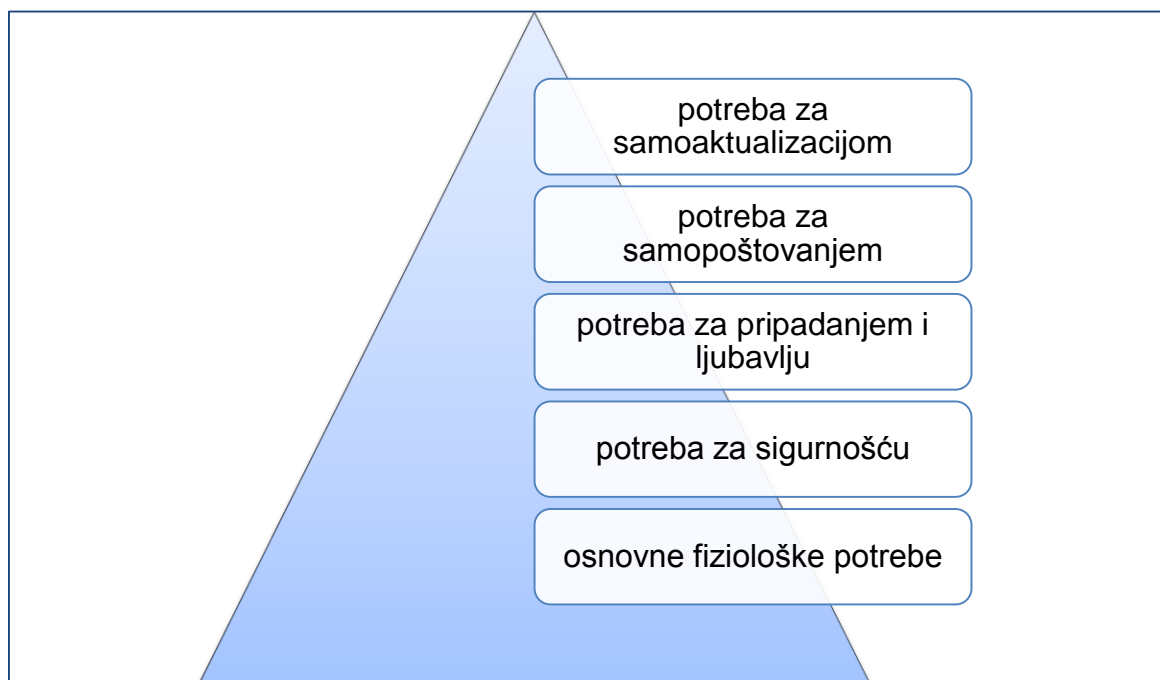 potreba za
samoaktualizacijom
potreba za
samopoštovanjem
potreba za pripadanjem i
ljubavlju
potreba za sigurnošću
osnovne fiziološke potrebe